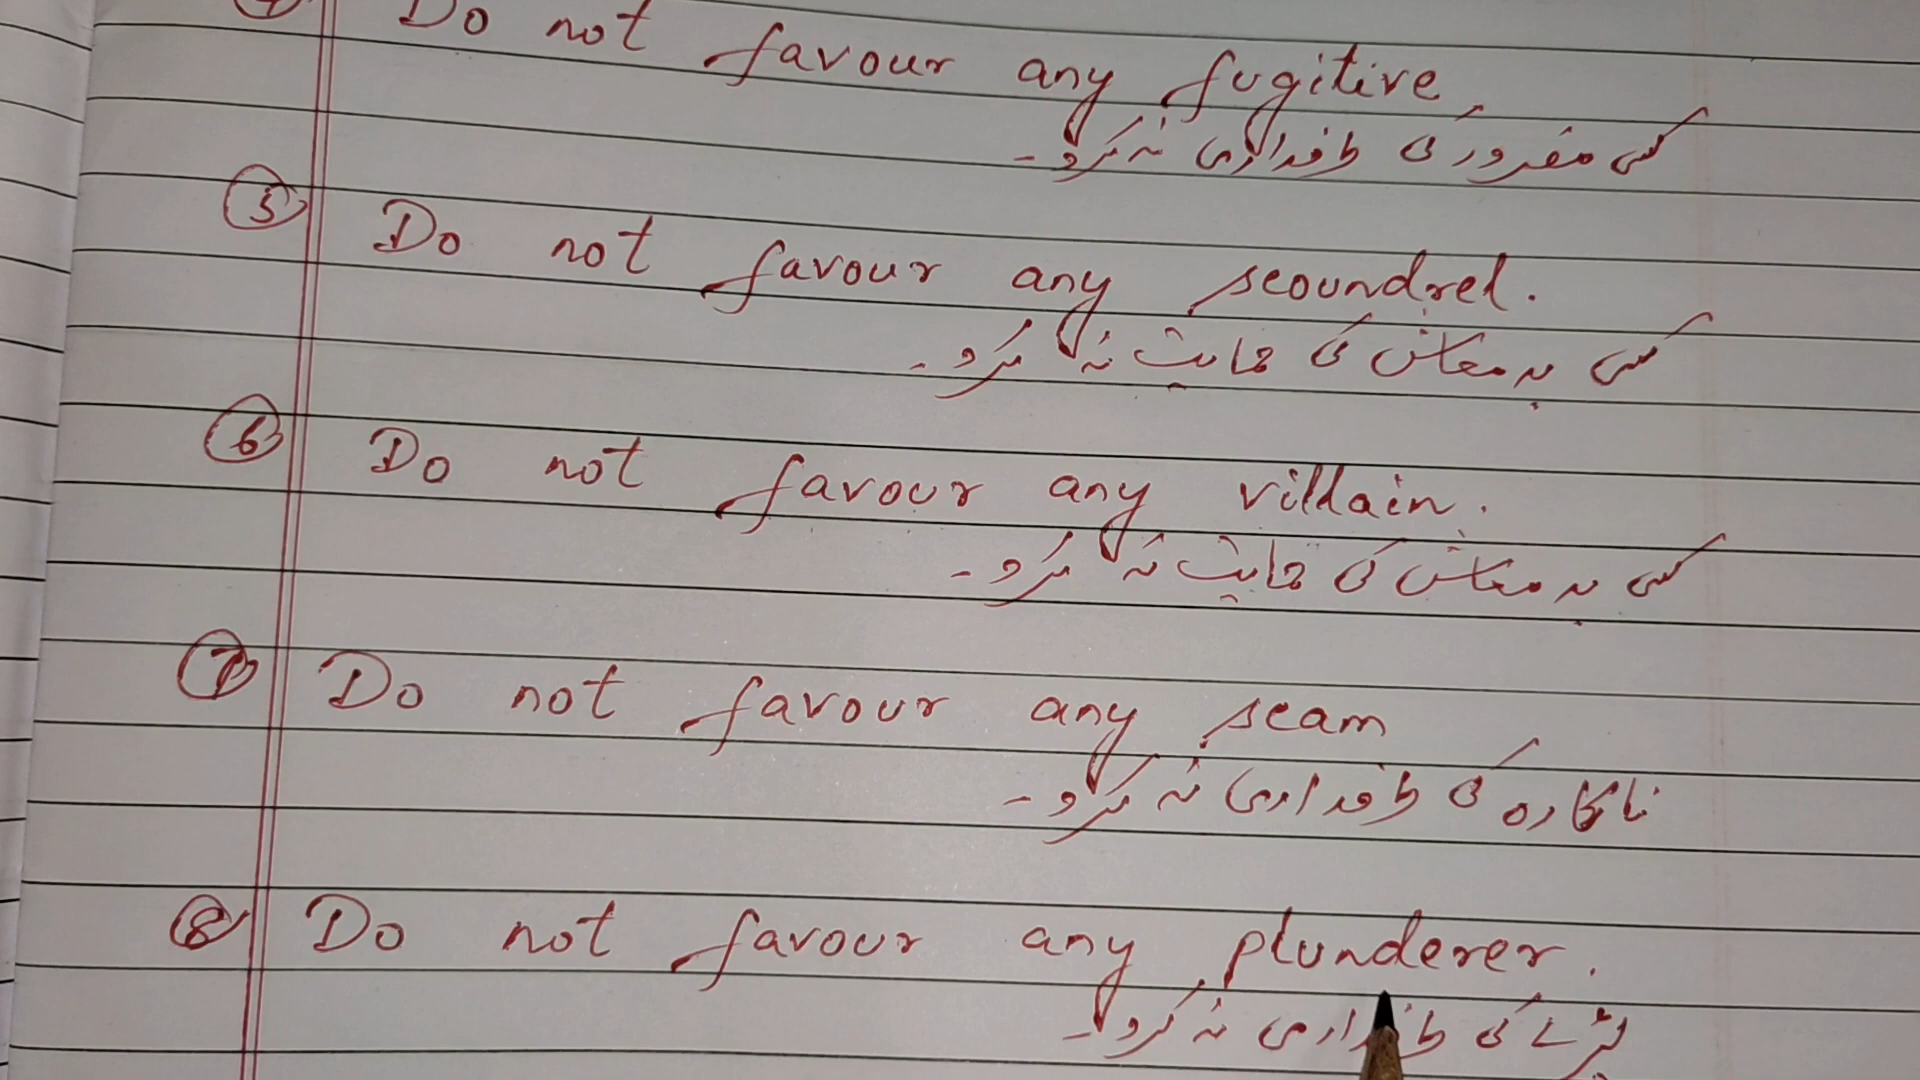 Do not favour any fugitive.
کسی مفرور کی طرفداری نہ کرو۔
5 Do not favour any scoundrel.
کسی بدمعاش کی حمایت نہ کرو۔
6 Do not favour any villain.
کسی بدمعاش کی حمایت نہ کرو۔
7 Do not favour any scam
ناکارہ کی طرفداری نہ کرو۔
8 Do not favour any plunderer.
کی نہ کرو۔